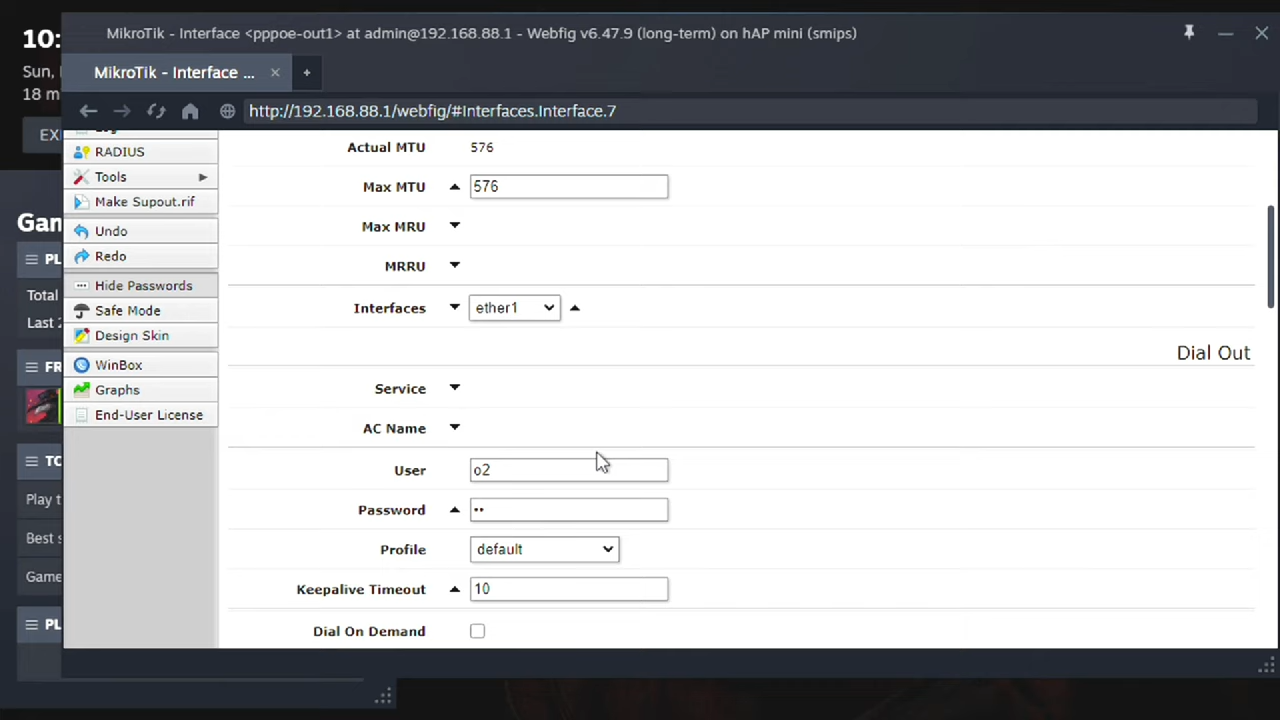 10:
MikroTik - Interface <pppoe-out1> at admin@192.168.88.1 - Webfig v6.47.9 (long-term) on hAP mini (smips)
Sun,
MikroTik - Interface ...
18 m
http://192.168.88.1/webfig/#Interfaces.Interface.7
EX
RADIUS
Tools
Make Supout.rif
Undo
Redo
Hide Passwords
Safe Mode
Design Skin
WinBox
Graphs
End-User License
Actual MTU 576
Max MTU 576
Max MRU
MRRU
Interfaces ether1
Dial Out
Service
AC Name
User o2
Password ••
Profile default
Keepalive Timeout 10
Dial On Demand
Gam
PL
Total
Last 2
FR
TO
Play t
Best s
Game
PL